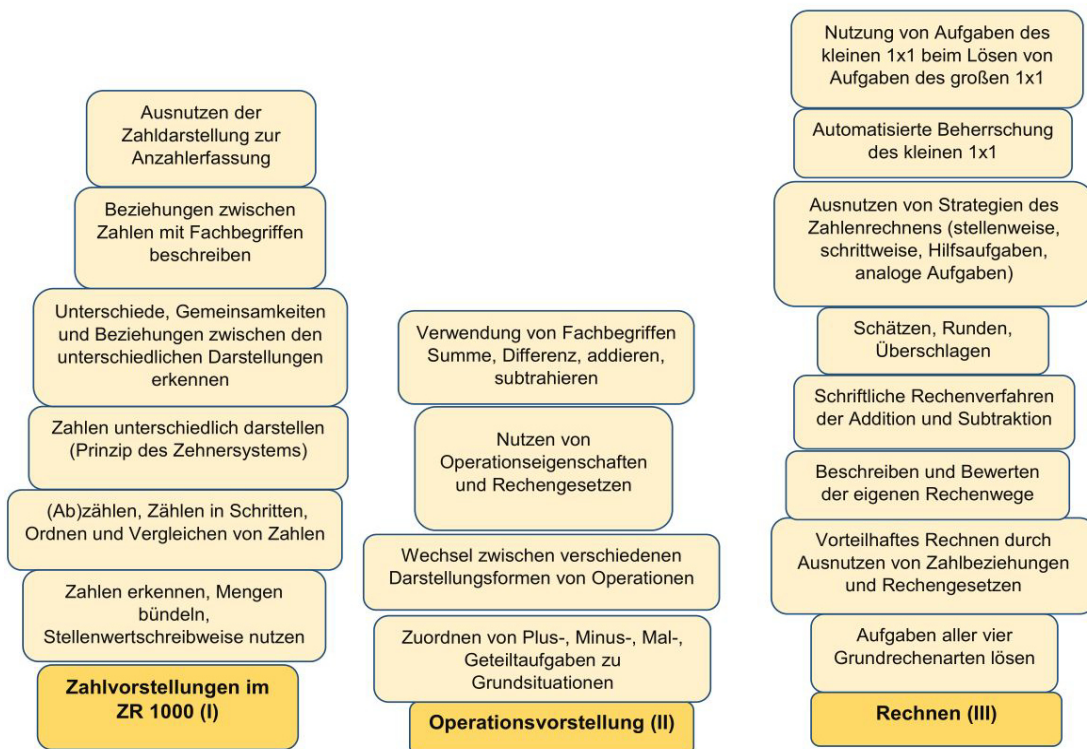 Ausnutzen der
Zahldarstellung zur
Anzahlerfassung
Beziehungen zwischen
Zahlen mit Fachbegriffen
beschreiben
Unterschiede, Gemeinsamkeiten
und Beziehungen zwischen den
unterschiedlichen Darstellungen
erkennen
Zahlen unterschiedlich darstellen
(Prinzip des Zehnersystems)
(Ab)zählen, Zählen in Schritten,
Ordnen und Vergleichen von Zahlen
Zahlen erkennen, Mengen
bündeln,
Stellenwertschreibweise nutzen
Zahlvorstellungen im
ZR 1000 (I)
Verwendung von Fachbegriffen
Summe, Differenz, addieren,
subtrahieren
Nutzen von
Operationseigenschaften
und Rechengesetzen
Wechsel zwischen verschiedenen
Darstellungsformen von Operationen
Zuordnen von Plus-, Minus-, Mal-,
Geteiltaufgaben zu
Grundsituationen
Operationsvorstellung (II)
Nutzung von Aufgaben des
kleinen 1x1 beim Lösen von
Aufgaben des großen 1x1
Automatisierte Beherrschung
des kleinen 1x1
Ausnutzen von Strategien des
Zahlenrechnens (stellenweise,
schrittweise, Hilfsaufgaben,
analoge Aufgaben)
Schätzen, Runden,
Überschlagen
Schriftliche Rechenverfahren
der Addition und Subtraktion
Beschreiben und Bewerten
der eigenen Rechenwege
Vorteilhaftes Rechnen durch
Ausnutzen von Zahlbeziehungen
und Rechengesetzen
Aufgaben aller vier
Grundrechenarten lösen
Rechnen (III)